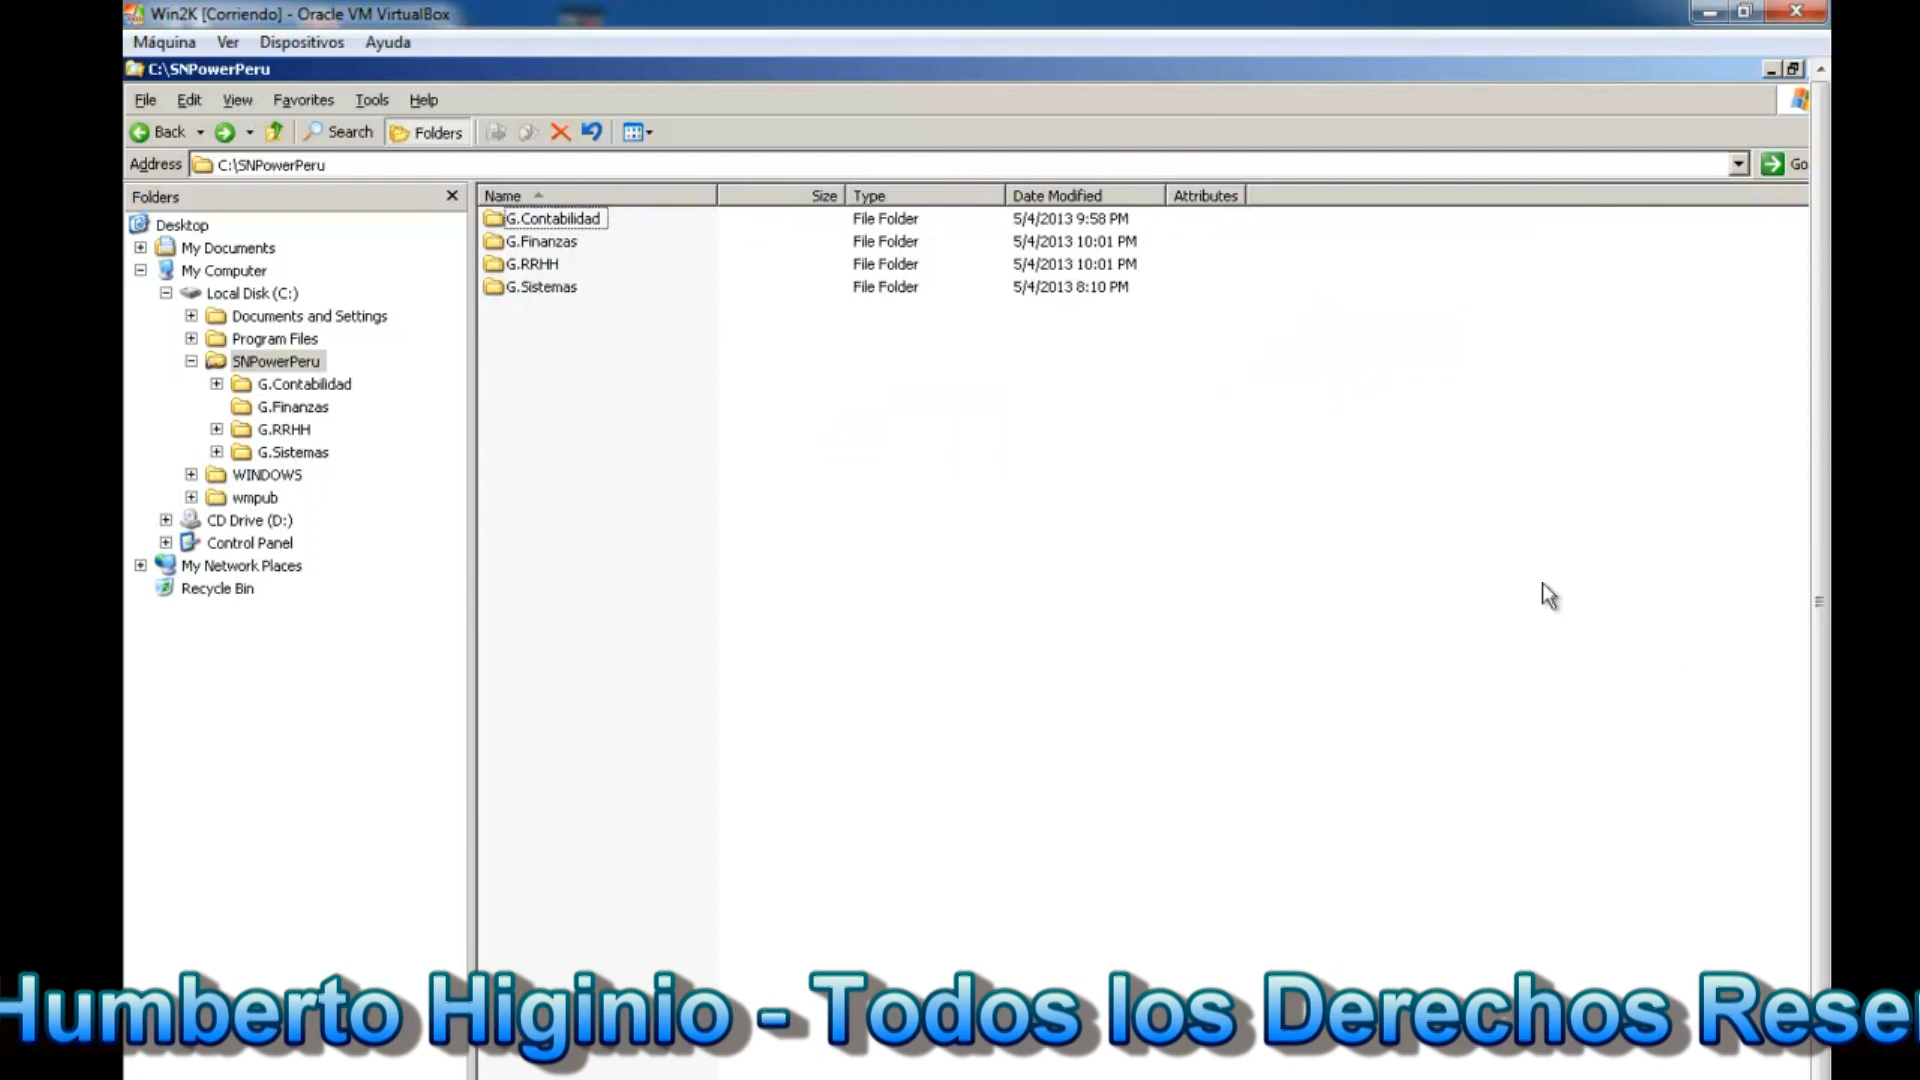 Win2K [Corriendo] - Oracle VM VirtualBox
Máquina Ver Dispositivos Ayuda
C:\SNPowerPeru
File Edit View Favorites Tools Help
Back Search Folders
Address C:\SNPowerPeru Go
Folders
Desktop
My Documents
My Computer
Local Disk (C:)
Documents and Settings
Program Files
SNPowerPeru
G.Contabilidad
G.Finanzas
G.RRHH
G.Sistemas
WINDOWS
wmpub
CD Drive (D:)
Control Panel
My Network Places
Recycle Bin
Name Size Type Date Modified Attributes
G.Contabilidad File Folder 5/4/2013 9:58 PM
G.Finanzas File Folder 5/4/2013 10:01 PM
G.RRHH File Folder 5/4/2013 10:01 PM
G.Sistemas File Folder 5/4/2013 8:10 PM
Humberto Higinio - Todos los Derechos Reser